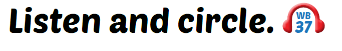 Listen and circle. WB
37